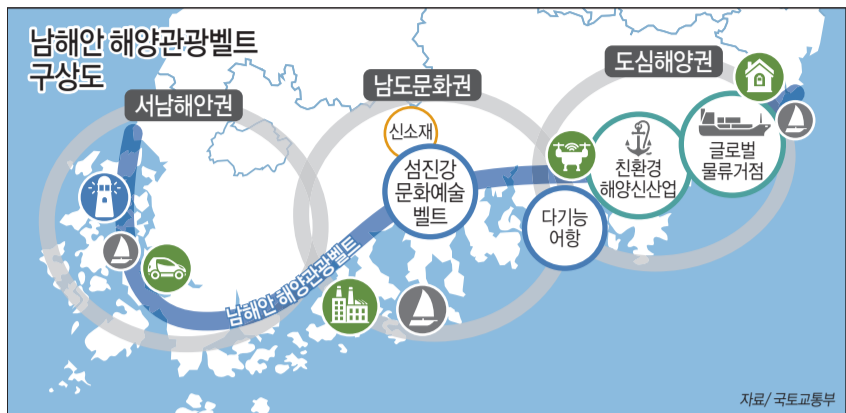 남해안 해양관광벨트
구상도
서남해안권
남도문화권
도심해양권
신소재
섬진강
문화예술
벨트
다기능
어항
친환경
해양신산업
글로벌
물류거점
남해안 해양관광벨트
자료/ 국토교통부